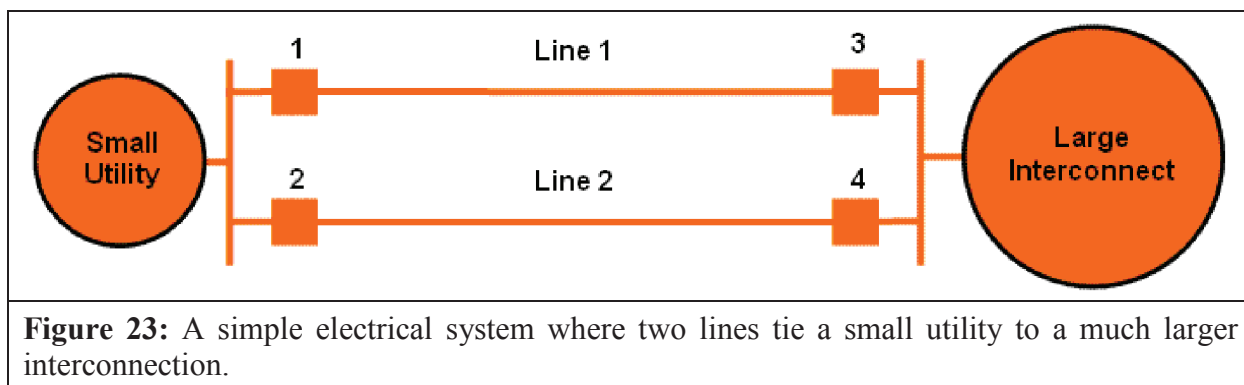 1
Line 1
3
Small
Utility
Large
Interconnect
2
Line 2
4
Figure 23: A simple electrical system where two lines tie a small utility to a much larger
interconnection.